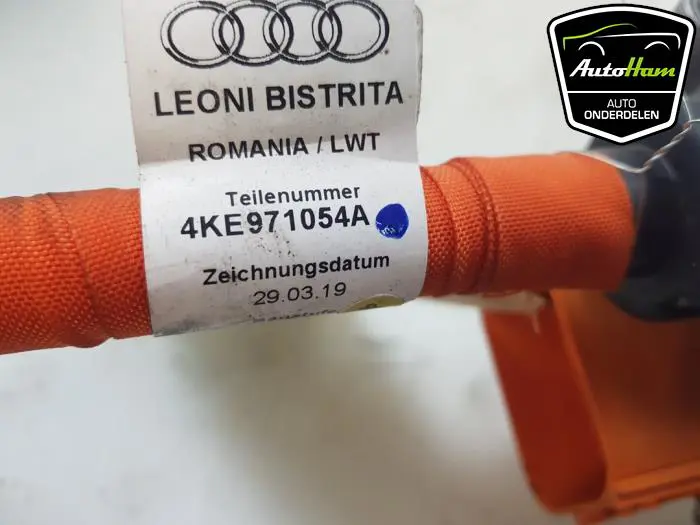 LEONI BISTRITA
ROMANIA / LWT
Teilenummer
4KE971054A
Zeichnungsdatum
29.03.19
AutoHam
AUTO
ONDERDELEN